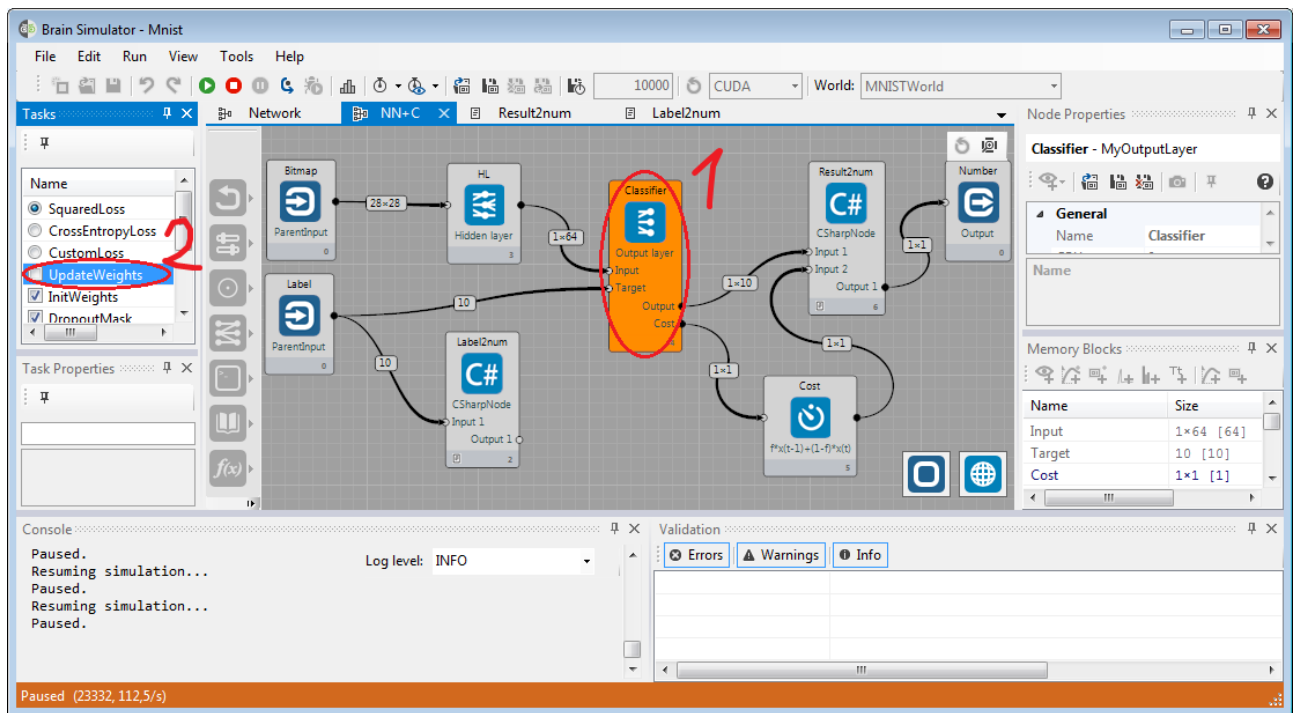 Brain Simulator - Mnist
File Edit Run View Tools Help
10000 CUDA World: MNISTWorld
Tasks
Network NN+C Result2num Label2num
Node Properties
Name
SquaredLoss
CrossEntropyLoss
CustomLoss
UpdateWeights
InitWeights
DropoutMask
2
1
Task Properties
Bitmap
ParentInput
0
28×28
HL
Hidden layer
3
1×64
Label
ParentInput
0
10
10
Label2num
C#
CSharpNode
Input 1
Output 1
2
Classifier
Output layer
Input
Target
Output
Cost
1×10
1×1
Result2num
C#
CSharpNode
Input 1
Input 2
Output 1
6
1×1
1×1
Number
Output
0
Cost
f*x(t-1)+(1-f)*x(t)
5
f(x)
Classifier - MyOutputLayer
General
Name Classifier
Name
Memory Blocks
Name Size
Input 1×64 [64]
Target 10 [10]
Cost 1×1 [1]
Console
Paused.
Resuming simulation...
Paused.
Resuming simulation...
Paused.
Log level: INFO
Validation
Errors Warnings Info
Paused (23332, 112,5/s)